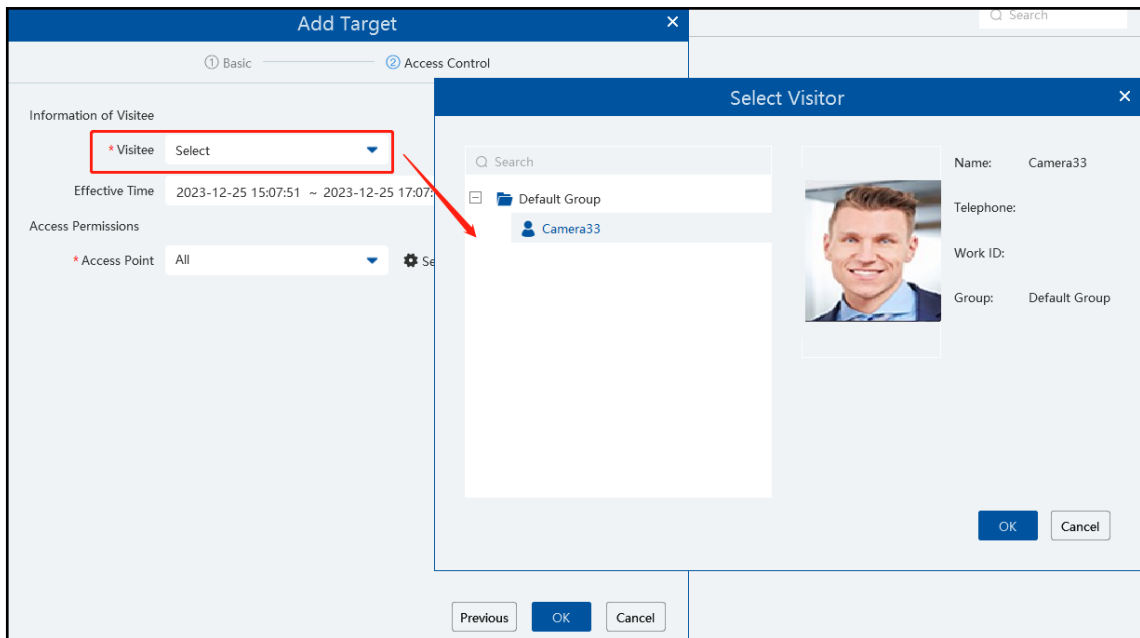 Add Target
Search
① Basic
② Access Control
Select Visitor
Information of Visitee
* Visitee Select
Effective Time 2023-12-25 15:07:51 ~ 2023-12-25 17:07:
Access Permissions
* Access Point All
Se
Search
Default Group
Camera33
Name: Camera33
Telephone:
Work ID:
Group: Default Group
OK
Cancel
Previous
OK
Cancel